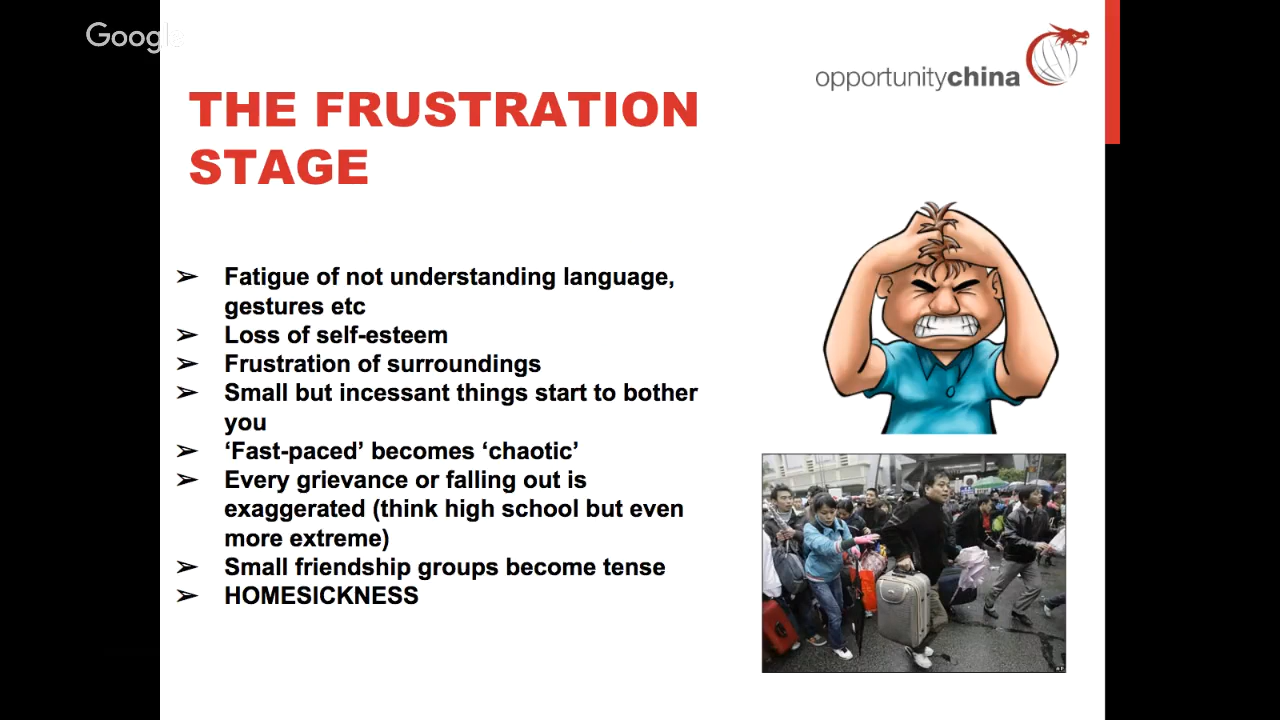 Google
opportunitychina
THE FRUSTRATION
STAGE
➢ Fatigue of not understanding language,
gestures etc
➢ Loss of self-esteem
➢ Frustration of surroundings
➢ Small but incessant things start to bother
you
➢ ‘Fast-paced’ becomes ‘chaotic’
➢ Every grievance or falling out is
exaggerated (think high school but even
more extreme)
➢ Small friendship groups become tense
➢ HOMESICKNESS